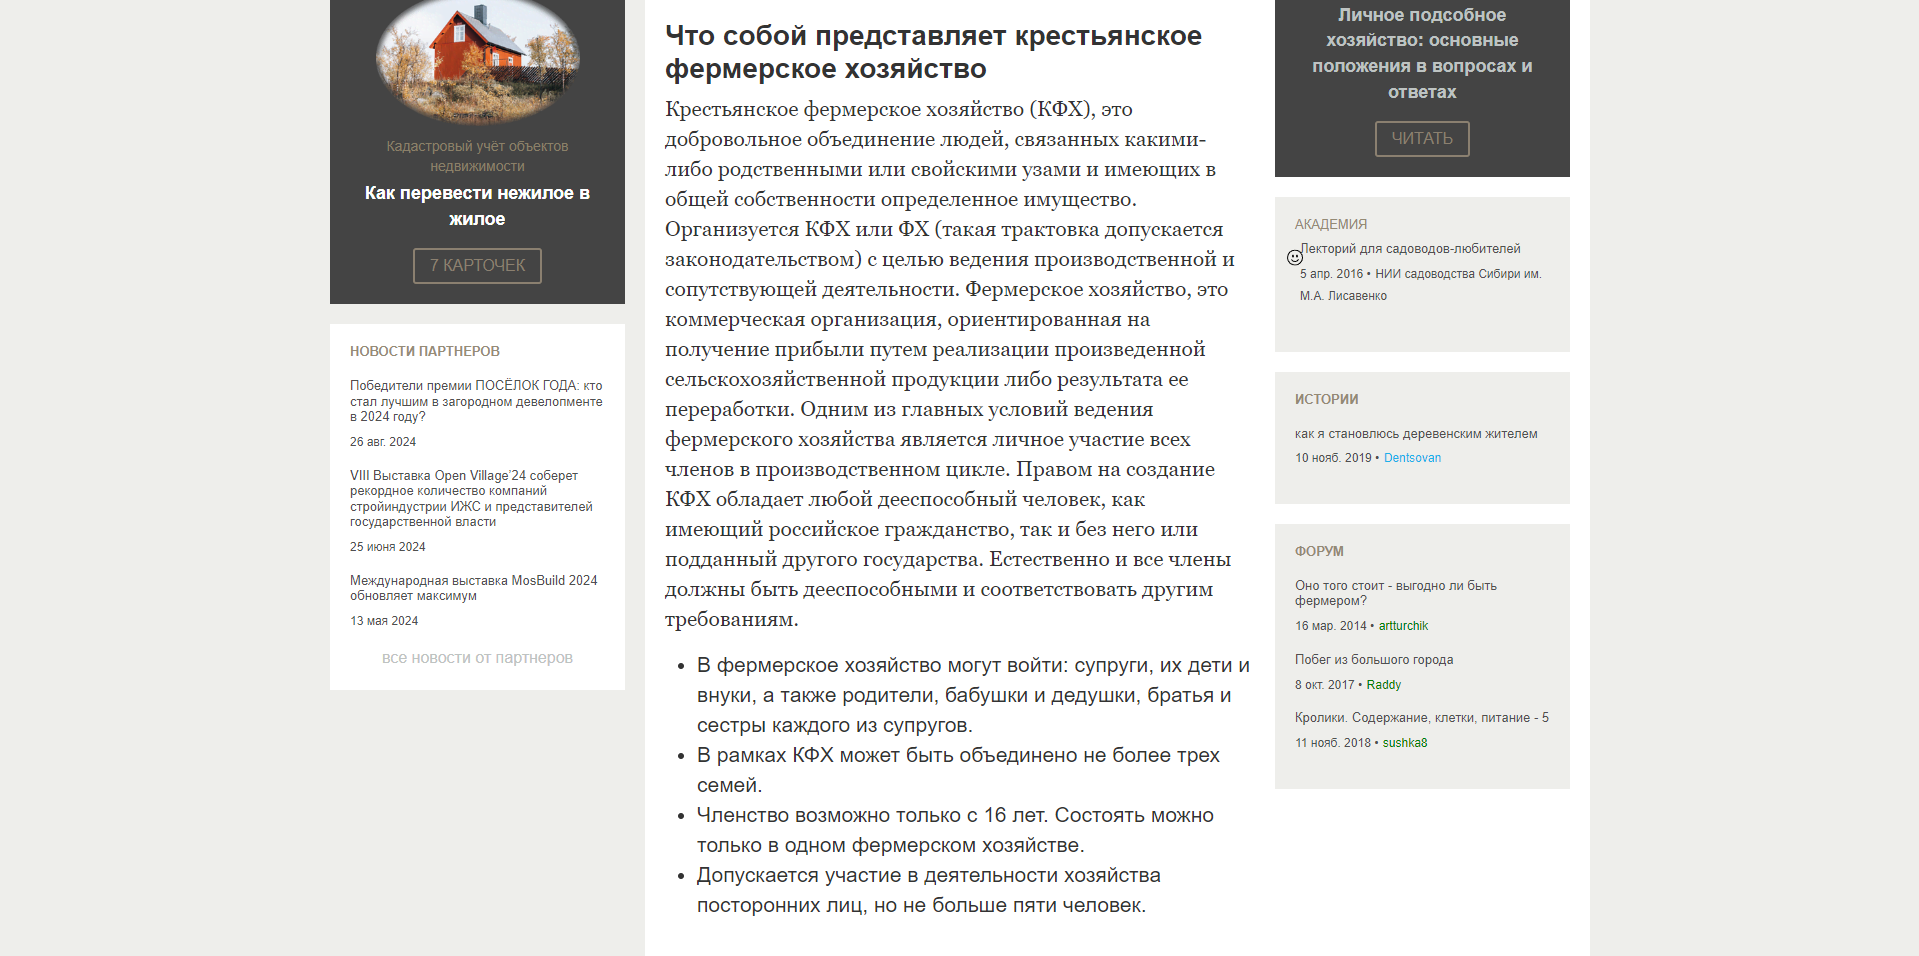 Кадастровый учёт объектов
недвижимости
Как перевести нежилое в
жилое
7 КАРТОЧЕК
НОВОСТИ ПАРТНЕРОВ
Победители премии ПОСЁЛОК ГОДА: кто
стал лучшим в загородном девелопменте
в 2024 году?
26 авг. 2024
VIII Выставка Open Village'24 соберет
рекордное количество компаний
стройиндустрии ИЖС и представителей
государственной власти
25 июня 2024
Международная выставка MosBuild 2024
обновляет максимум
13 мая 2024
все новости от партнеров
Что собой представляет крестьянское
фермерское хозяйство
Крестьянское фермерское хозяйство (КФХ), это
добровольное объединение людей, связанных какими-
либо родственными или свойскими узами и имеющих в
общей собственности определенное имущество.
Организуется КФХ или ФХ (такая трактовка допускается
законодательством) с целью ведения производственной и
сопутствующей деятельности. Фермерское хозяйство, это
коммерческая организация, ориентированная на
получение прибыли путем реализации произведенной
сельскохозяйственной продукции либо результата ее
переработки. Одним из главных условий ведения
фермерского хозяйства является личное участие всех
членов в производственном цикле. Правом на создание
КФХ обладает любой дееспособный человек, как
имеющий российское гражданство, так и без него или
подданный другого государства. Естественно и все члены
должны быть дееспособными и соответствовать другим
требованиям.
• В фермерское хозяйство могут войти: супруги, их дети и
внуки, а также родители, бабушки и дедушки, братья и
сестры каждого из супругов.
• В рамках КФХ может быть объединено не более трех
семей.
• Членство возможно только с 16 лет. Состоять можно
только в одном фермерском хозяйстве.
• Допускается участие в деятельности хозяйства
посторонних лиц, но не больше пяти человек.
Личное подсобное
хозяйство: основные
положения в вопросах и
ответах
ЧИТАТЬ
АКАДЕМИЯ
Лекторий для садоводов-любителей
5 апр. 2016 • НИИ садоводства Сибири им.
М.А. Лисавенко
ИСТОРИИ
как я становлюсь деревенским жителем
10 нояб. 2019 • Dentsovan
ФОРУМ
Оно того стоит - выгодно ли быть
фермером?
16 мар. 2014 • artturchik
Побег из большого города
8 окт. 2017 • Raddy
Кролики. Содержание, клетки, питание - 5
11 нояб. 2018 • sushka8